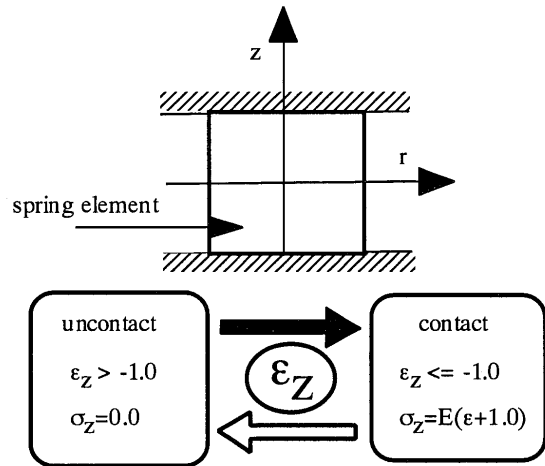 z
r
spring element
uncontact
εz > -1.0
σz=0.0
εz
contact
εz <= -1.0
σz=E(ε+1.0)